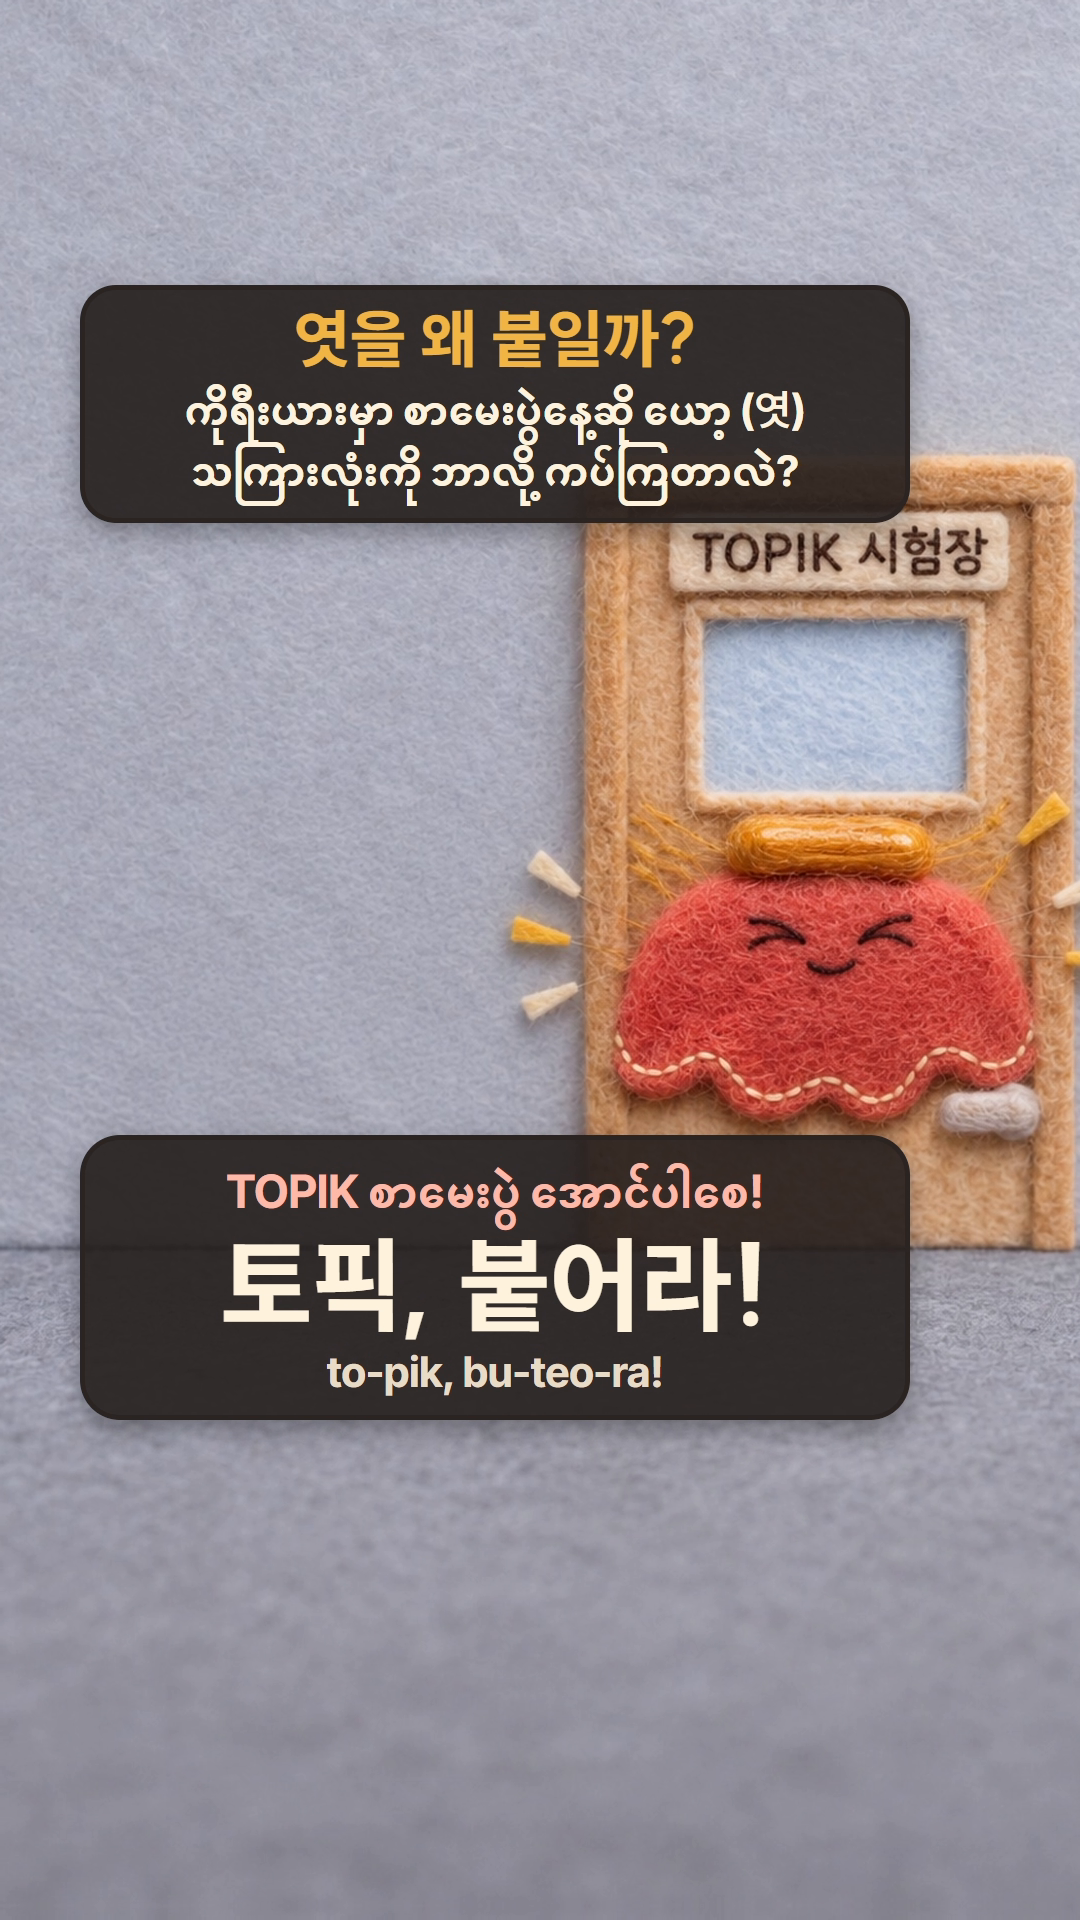 엿을 왜 붙일까?
ကိုရီးယားမှာ စာမေးပွဲနေ့ဆို ယော့ (엿)
သကြားလုံးကို ဘာလို့ ကပ်ကြတာလဲ?
TOPIK 시험장
TOPIK စာမေးပွဲ အောင်ပါစေ!
토픽, 붙어라!
to-pik, bu-teo-ra!